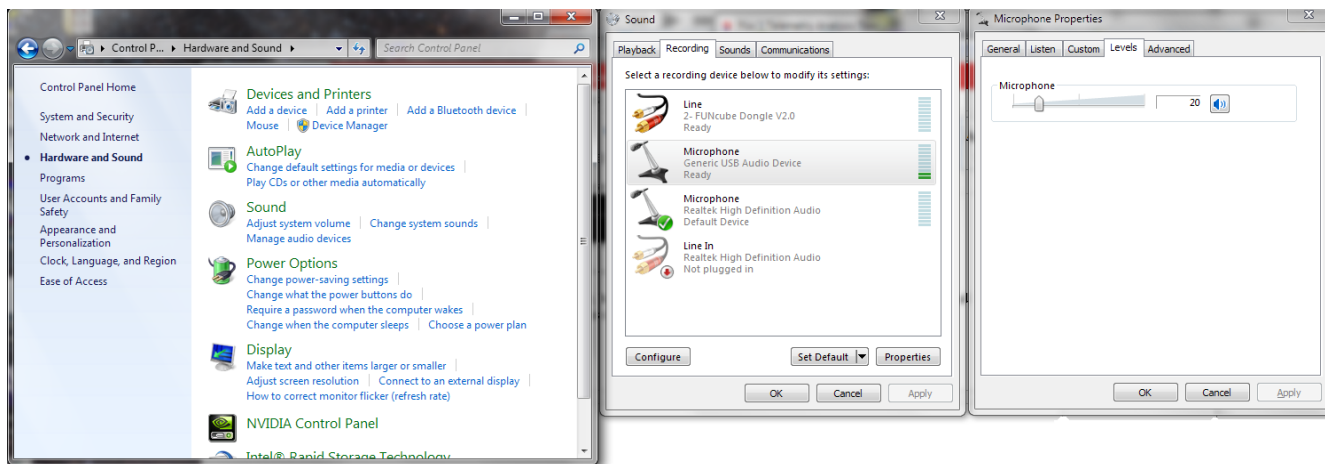 Control P...
Hardware and Sound
Search Control Panel
Control Panel Home
System and Security
Network and Internet
Hardware and Sound
Programs
User Accounts and Family
Safety
Appearance and
Personalization
Clock, Language, and Region
Ease of Access
Devices and Printers
Add a device
Add a printer
Add a Bluetooth device
Mouse
Device Manager
AutoPlay
Change default settings for media or devices
Play CDs or other media automatically
Sound
Adjust system volume
Change system sounds
Manage audio devices
Power Options
Change power-saving settings
Change what the power buttons do
Require a password when the computer wakes
Change when the computer sleeps
Choose a power plan
Display
Make text and other items larger or smaller
Adjust screen resolution
Connect to an external display
How to correct monitor flicker (refresh rate)
NVIDIA Control Panel
Intel® Rapid Storage Technology
Sound
Playback
Recording
Sounds
Communications
Select a recording device below to modify its settings:
Line
2- FUNcube Dongle V2.0
Ready
Microphone
Generic USB Audio Device
Ready
Microphone
Realtek High Definition Audio
Default Device
Line In
Realtek High Definition Audio
Not plugged in
Configure
Set Default
Properties
OK
Cancel
Apply
Microphone Properties
General
Listen
Custom
Levels
Advanced
Microphone
20
OK
Cancel
Apply